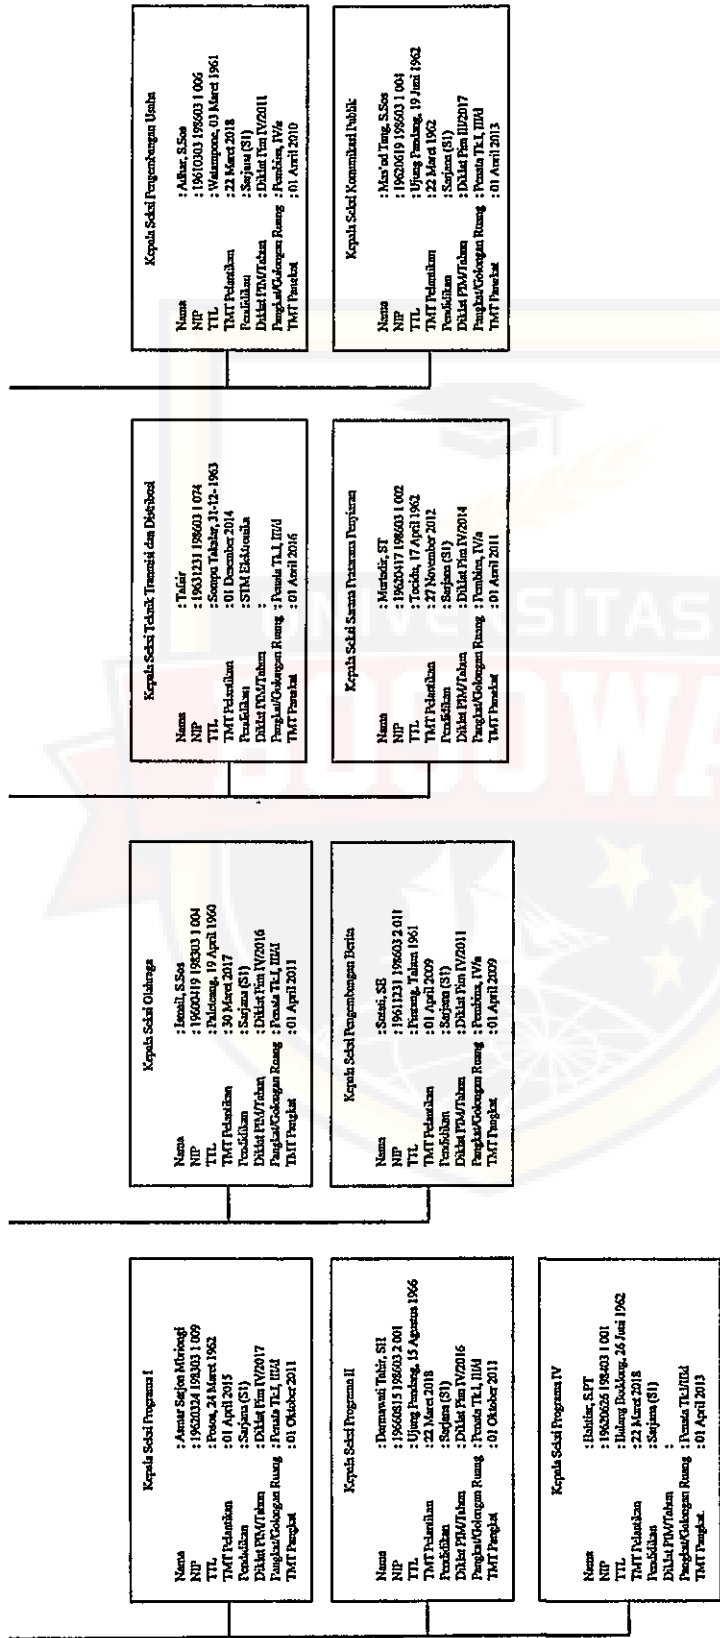 Kepala Seksi Programa I
Nama : Asmar Sarjon Mbriongi
NIP : 19620324 198303 1 009
TTL : Posos, 24 Maret 1962
TMT Pelantikan : 01 April 2015
Pendidikan : Sarjana (S1)
Diklat PIM/Tahun : Diklat Pim IV/2017
Pangkat/Golongan Ruang : Penata Tk.I, III/d
TMT Pangkat : 01 Oktober 2011
Kepala Seksi Programa II
Nama : Darmawati Tahir, SH
NIP : 19660815 198603 2 001
TTL : Ujung Pandang, 15 Agustus 1966
TMT Pelantikan : 22 Maret 2018
Pendidikan : Sarjana (S1)
Diklat PIM/Tahun : Diklat Pim IV/2016
Pangkat/Golongan Ruang : Penata Tk.I, III/d
TMT Pangkat : 01 Oktober 2011
Kepala Seksi Programa IV
Nama : Bahtiar, S.PT
NIP : 19620626 198403 1 001
TTL : 26 Juni 1962
TMT Pelantikan : 22 Maret 2018
Pendidikan : Sarjana (S1)
Diklat PIM/Tahun :
Pangkat/Golongan Ruang : Penata Tk.I/III/d
TMT Pangkat : 01 April 2013
Kepala Seksi Olahraga
Nama : Ismail, S.Sos
NIP : 19600419 198303 1 004
TTL : Paleteang, 19 April 1960
TMT Pelantikan : 30 Maret 2017
Pendidikan : Sarjana (S1)
Diklat PIM/Tahun : Diklat Pim IV/2016
Pangkat/Golongan Ruang : Penata Tk.I, III/d
TMT Pangkat : 01 April 2011
Kepala Seksi Pengembangan Berita
Nama : SE
NIP : 19611231 198603 2 011
TTL : Pinrang, Tahun 1961
TMT Pelantikan : 01 April 2009
Pendidikan : Sarjana (S1)
Diklat PIM/Tahun : Diklat Pim IV/2011
Pangkat/Golongan Ruang : Pembina, IV/a
TMT Pangkat : 01 April 2009
Kepala Seksi Teknik Transmisi dan Distribusi
Nama :
NIP : 19631231 198603 1 074
TTL : Sompu Takalar, 31-12-1963
TMT Pelantikan : 01 Desember 2014
Pendidikan : STM Elektronika
Diklat PIM/Tahun :
Pangkat/Golongan Ruang : Penata Tk.I, III/d
TMT Pangkat : 01 April 2016
Kepala Seksi Sarana Prasarana Penyiaran
Nama : Murtadir, ST
NIP : 19620417 198603 1 002
TTL : 17 April 1962
TMT Pelantikan : 27 November 2012
Pendidikan : Sarjana (S1)
Diklat PIM/Tahun : Diklat Pim IV/2014
Pangkat/Golongan Ruang : Pembina, IV/a
TMT Pangkat : 01 April 2011
Kepala Seksi Pengembangan Usaha
Nama : Adhar, S.Sos
NIP : 19610303 198603 1 006
TTL : Watampone, 03 Maret 1961
TMT Pelantikan : 22 Maret 2018
Pendidikan : Sarjana (S1)
Diklat PIM/Tahun : Diklat Pim IV/2011
Pangkat/Golongan Ruang : Pembina, IV/a
TMT Pangkat : 01 April 2010
Kepala Seksi Komunikasi Publik
Nama : Mas'ud Tang, S.Sos
NIP : 19620619 198603 1 004
TTL : Ujung Pandang, 19 Juni 1962
TMT Pelantikan : 22 Maret 1962
Pendidikan : Sarjana (S1)
Diklat PIM/Tahun : Diklat Pim III/2017
Pangkat/Golongan Ruang : Penata Tk.I, III/d
TMT Pangkat : 01 April 2013
UNIVERSITAS
BOSOWA